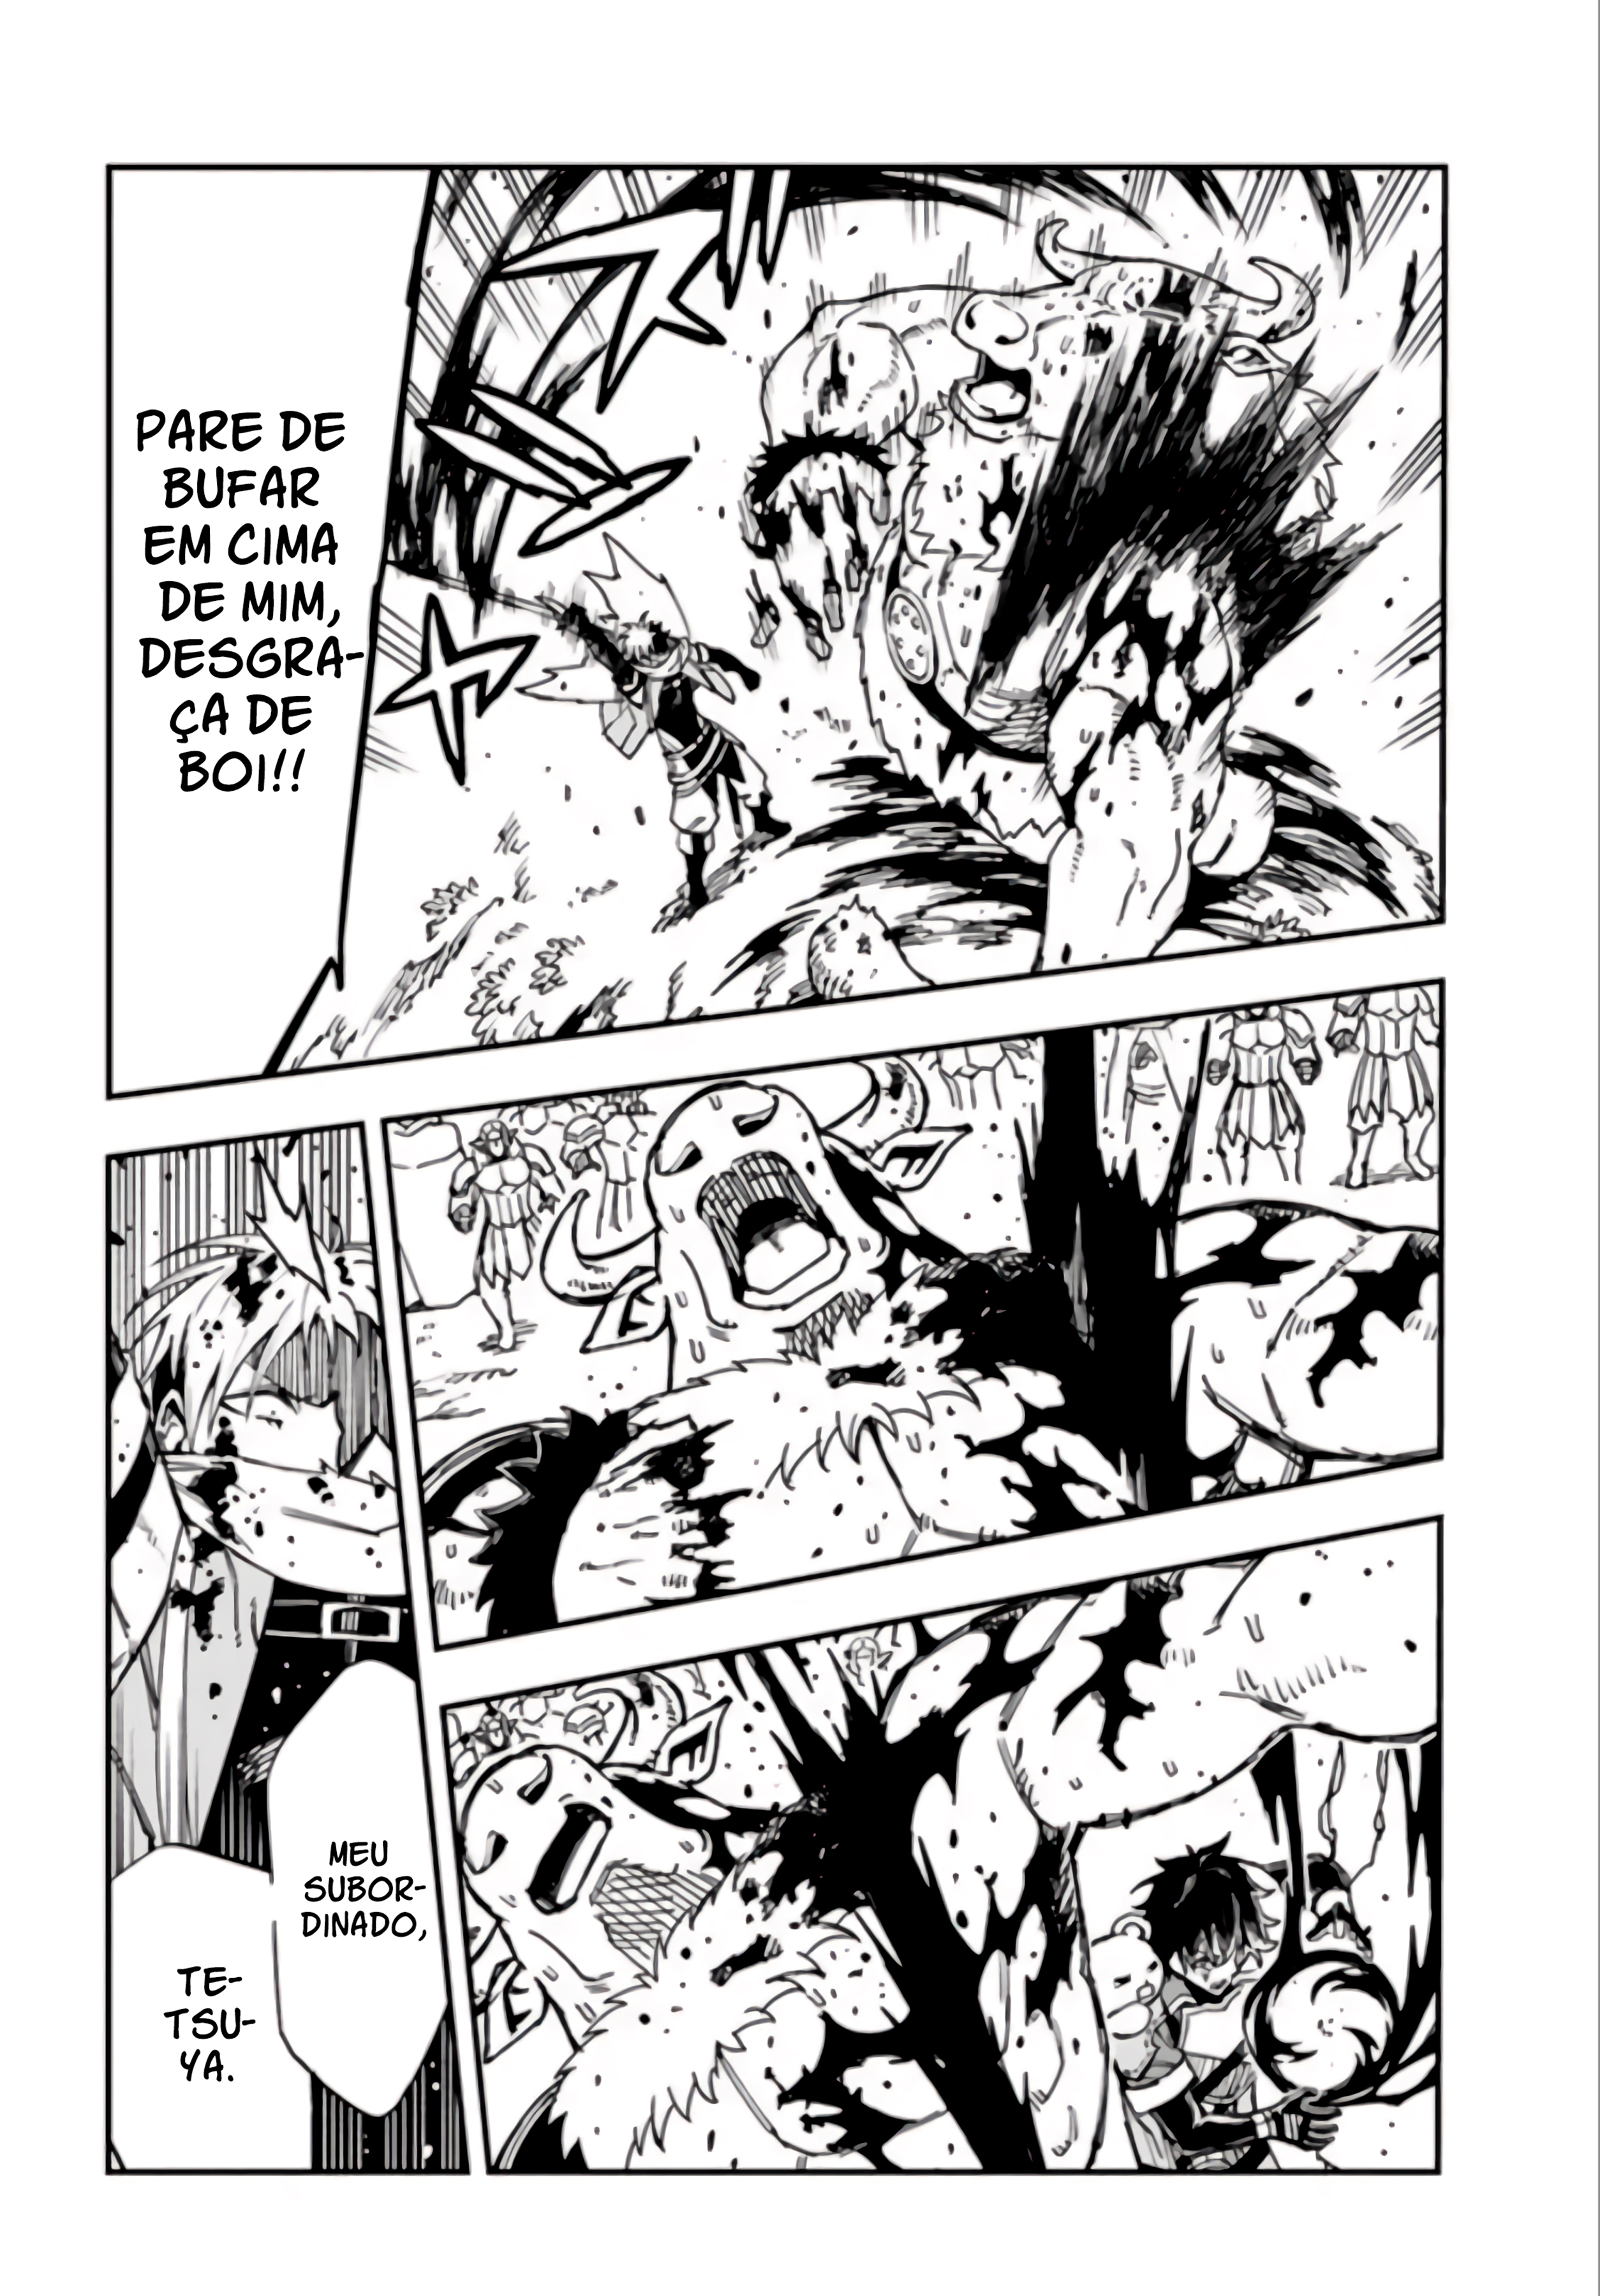 PARE DE
BUFAR
EM CIMA
DE MIM,
DESGRA-
ÇA DE
BOI!!
MEU
SUBOR-
DINADO,
TE-
TSU-
YA.